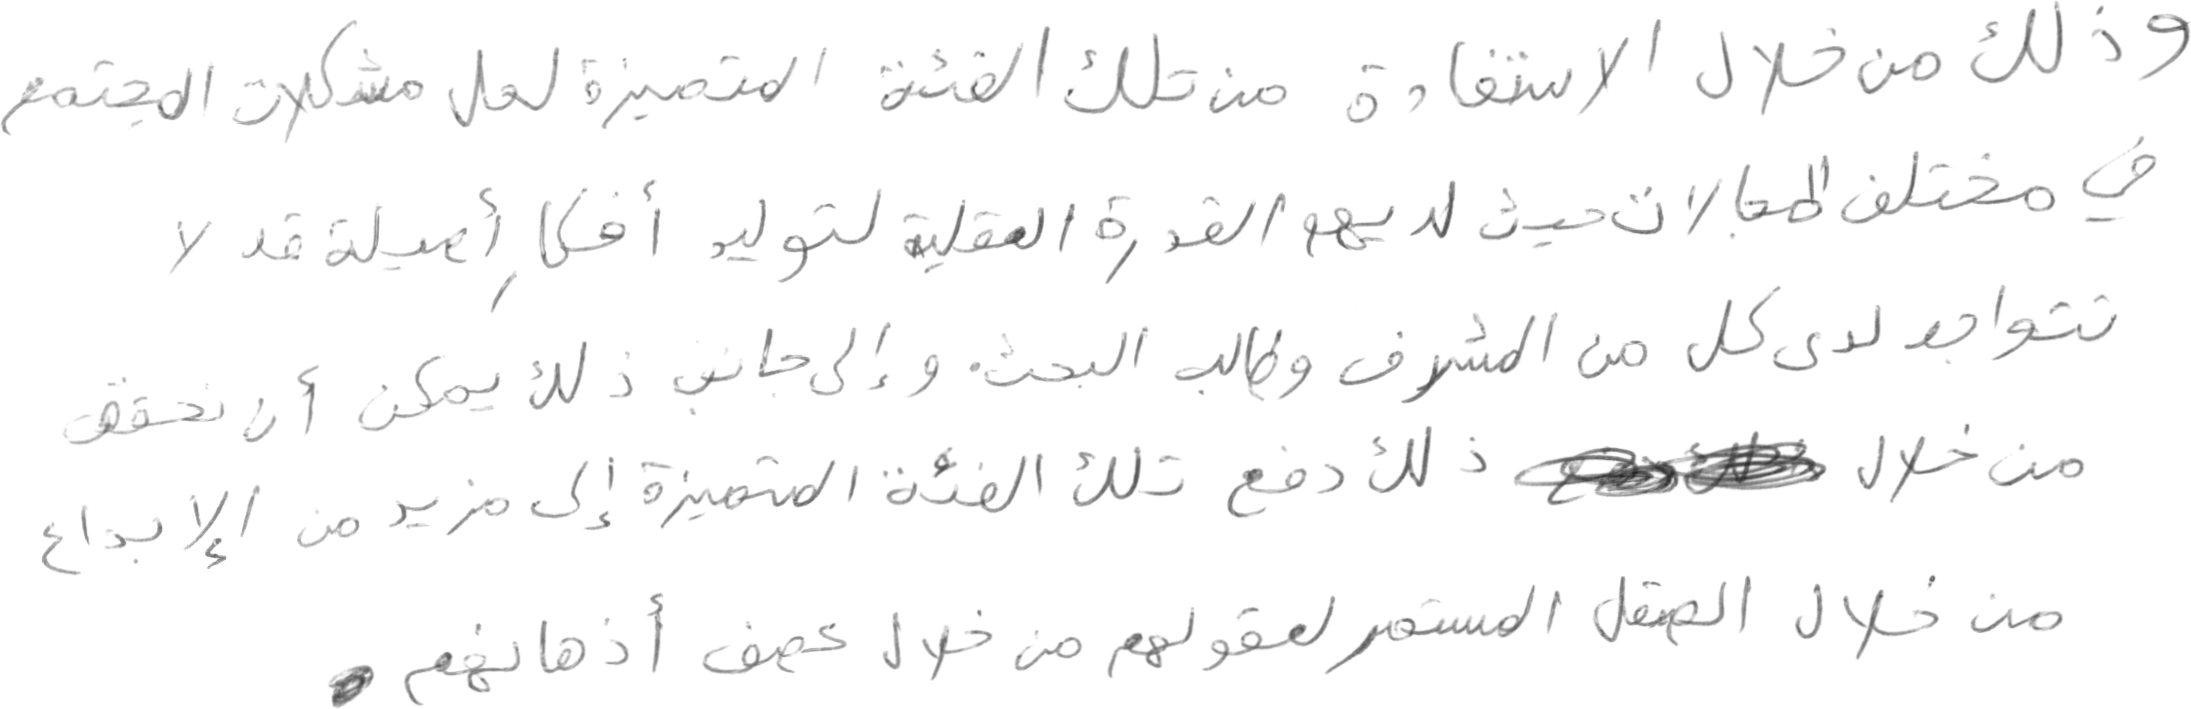 وذلك من خلال الاستفادة من تلك الفئة المتميزة لحل مشكلات المجتمع
في مختلف المجالات حيث لديهم القدرة العقلية لتوليد أفكار أصيلة قد لا
تتواجد لدى كل من المشرف وطالب البحث. وإلى جانب ذلك يمكن أن نحقق
من خلال ذلك دفع تلك الفئة المتميزة إلى مزيد من الإبداع
من خلال الصقل المستمر لعقولهم من خلال عصف أذهانهم.